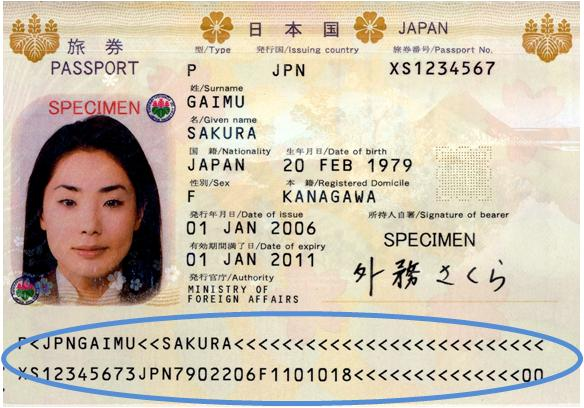 日本国 JAPAN
旅券
PASSPORT
型/Type 発行国/Issuing country 旅券番号/Passport No.
P JPN XS1234567
姓/Surname
GAIMU
名/Given name
SAKURA
国 籍/Nationality 生年月日/Date of birth
JAPAN 20 FEB 1979
性別/Sex 本 籍/Registered Domicile
F KANAGAWA
発行年月日/Date of issue 所持人自署/Signature of bearer
01 JAN 2006
有効期間満了日/Date of expiry
01 JAN 2011
発行官庁/Authority
MINISTRY OF
FOREIGN AFFAIRS
SPECIMEN
SPECIMEN
外務さくら
P<JPNGAIMU<<SAKURA<<<<<<<<<<<<<<<<<<<<<<<<<<
XS12345673JPN7902206F1101018<<<<<<<<<<<<<<00